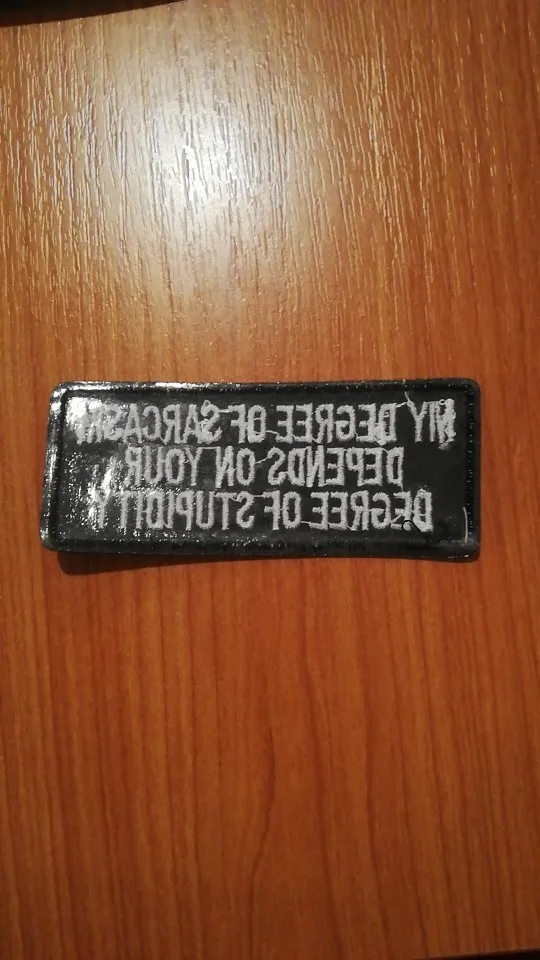 MY DEGREE OF SARCASM
DEPENDS ON YOUR
DEGREE OF STUPIDITY